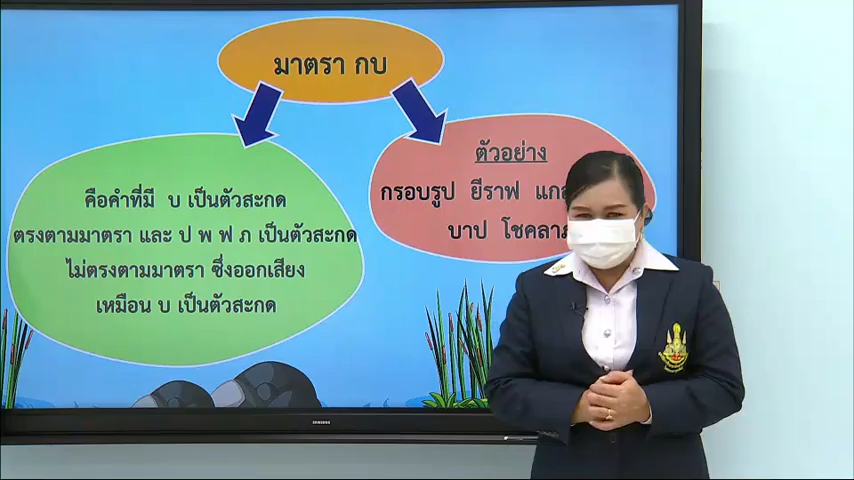 มาตรา กบ
คือคำที่มี บ เป็นตัวสะกด
ตรงตามมาตรา และ ป พ ฟ ภ เป็นตัวสะกด
ไม่ตรงตามมาตรา ซึ่งออกเสียง
เหมือน บ เป็นตัวสะกด
ตัวอย่าง
กรอบรูป ยีราฟ
บาป โชคลาภ
SAMSUNG